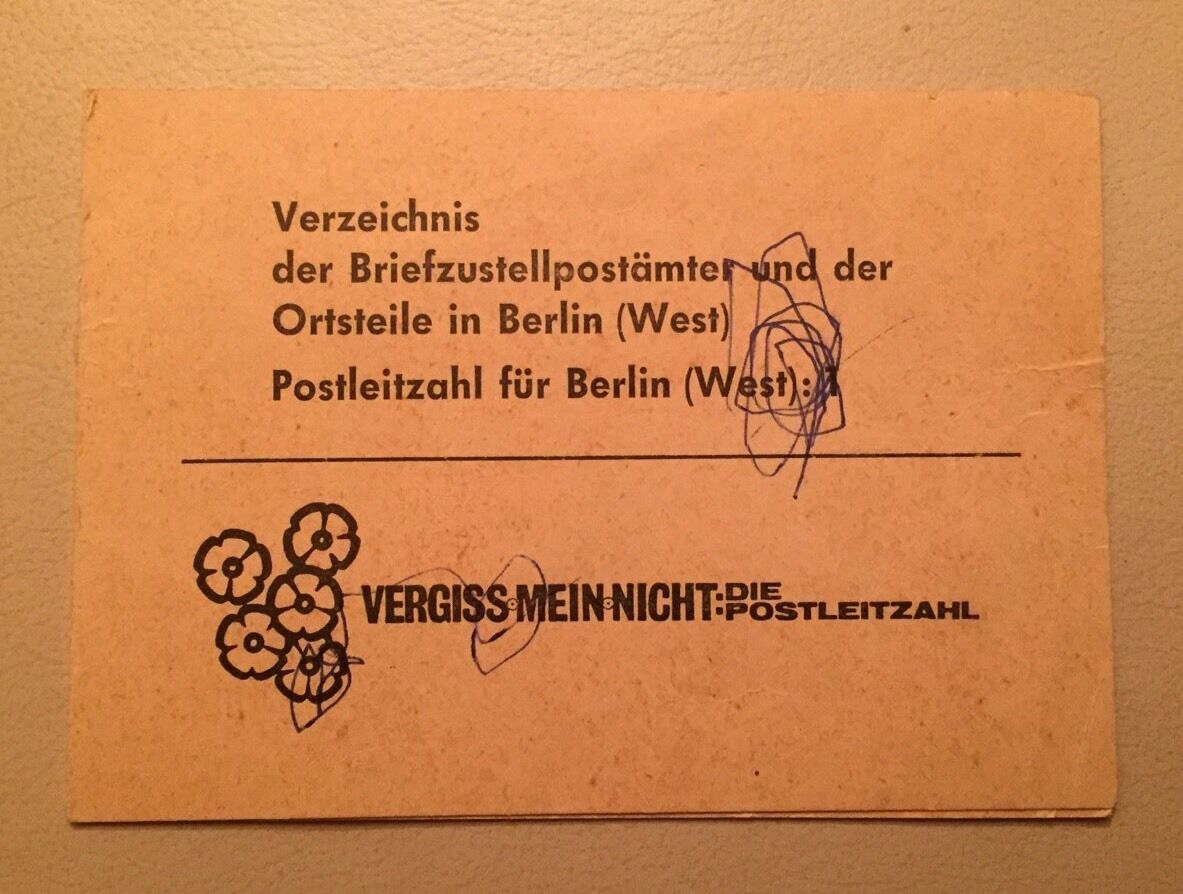 Verzeichnis
der Briefzustellpostämter und der
Ortsteile in Berlin (West)
Postleitzahl für Berlin (West): 1
VERGISS·MEIN·NICHT: DIE POSTLEITZAHL